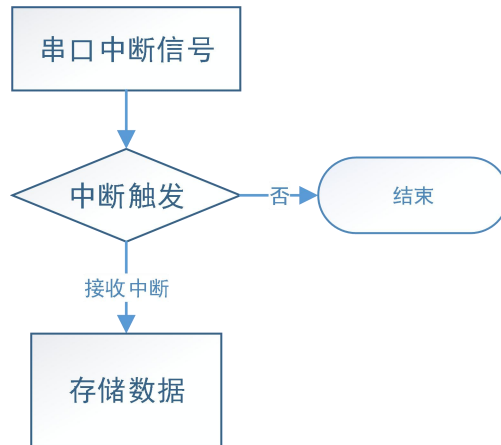 串口中断信号
中断触发
否
结束
接收中断
存储数据